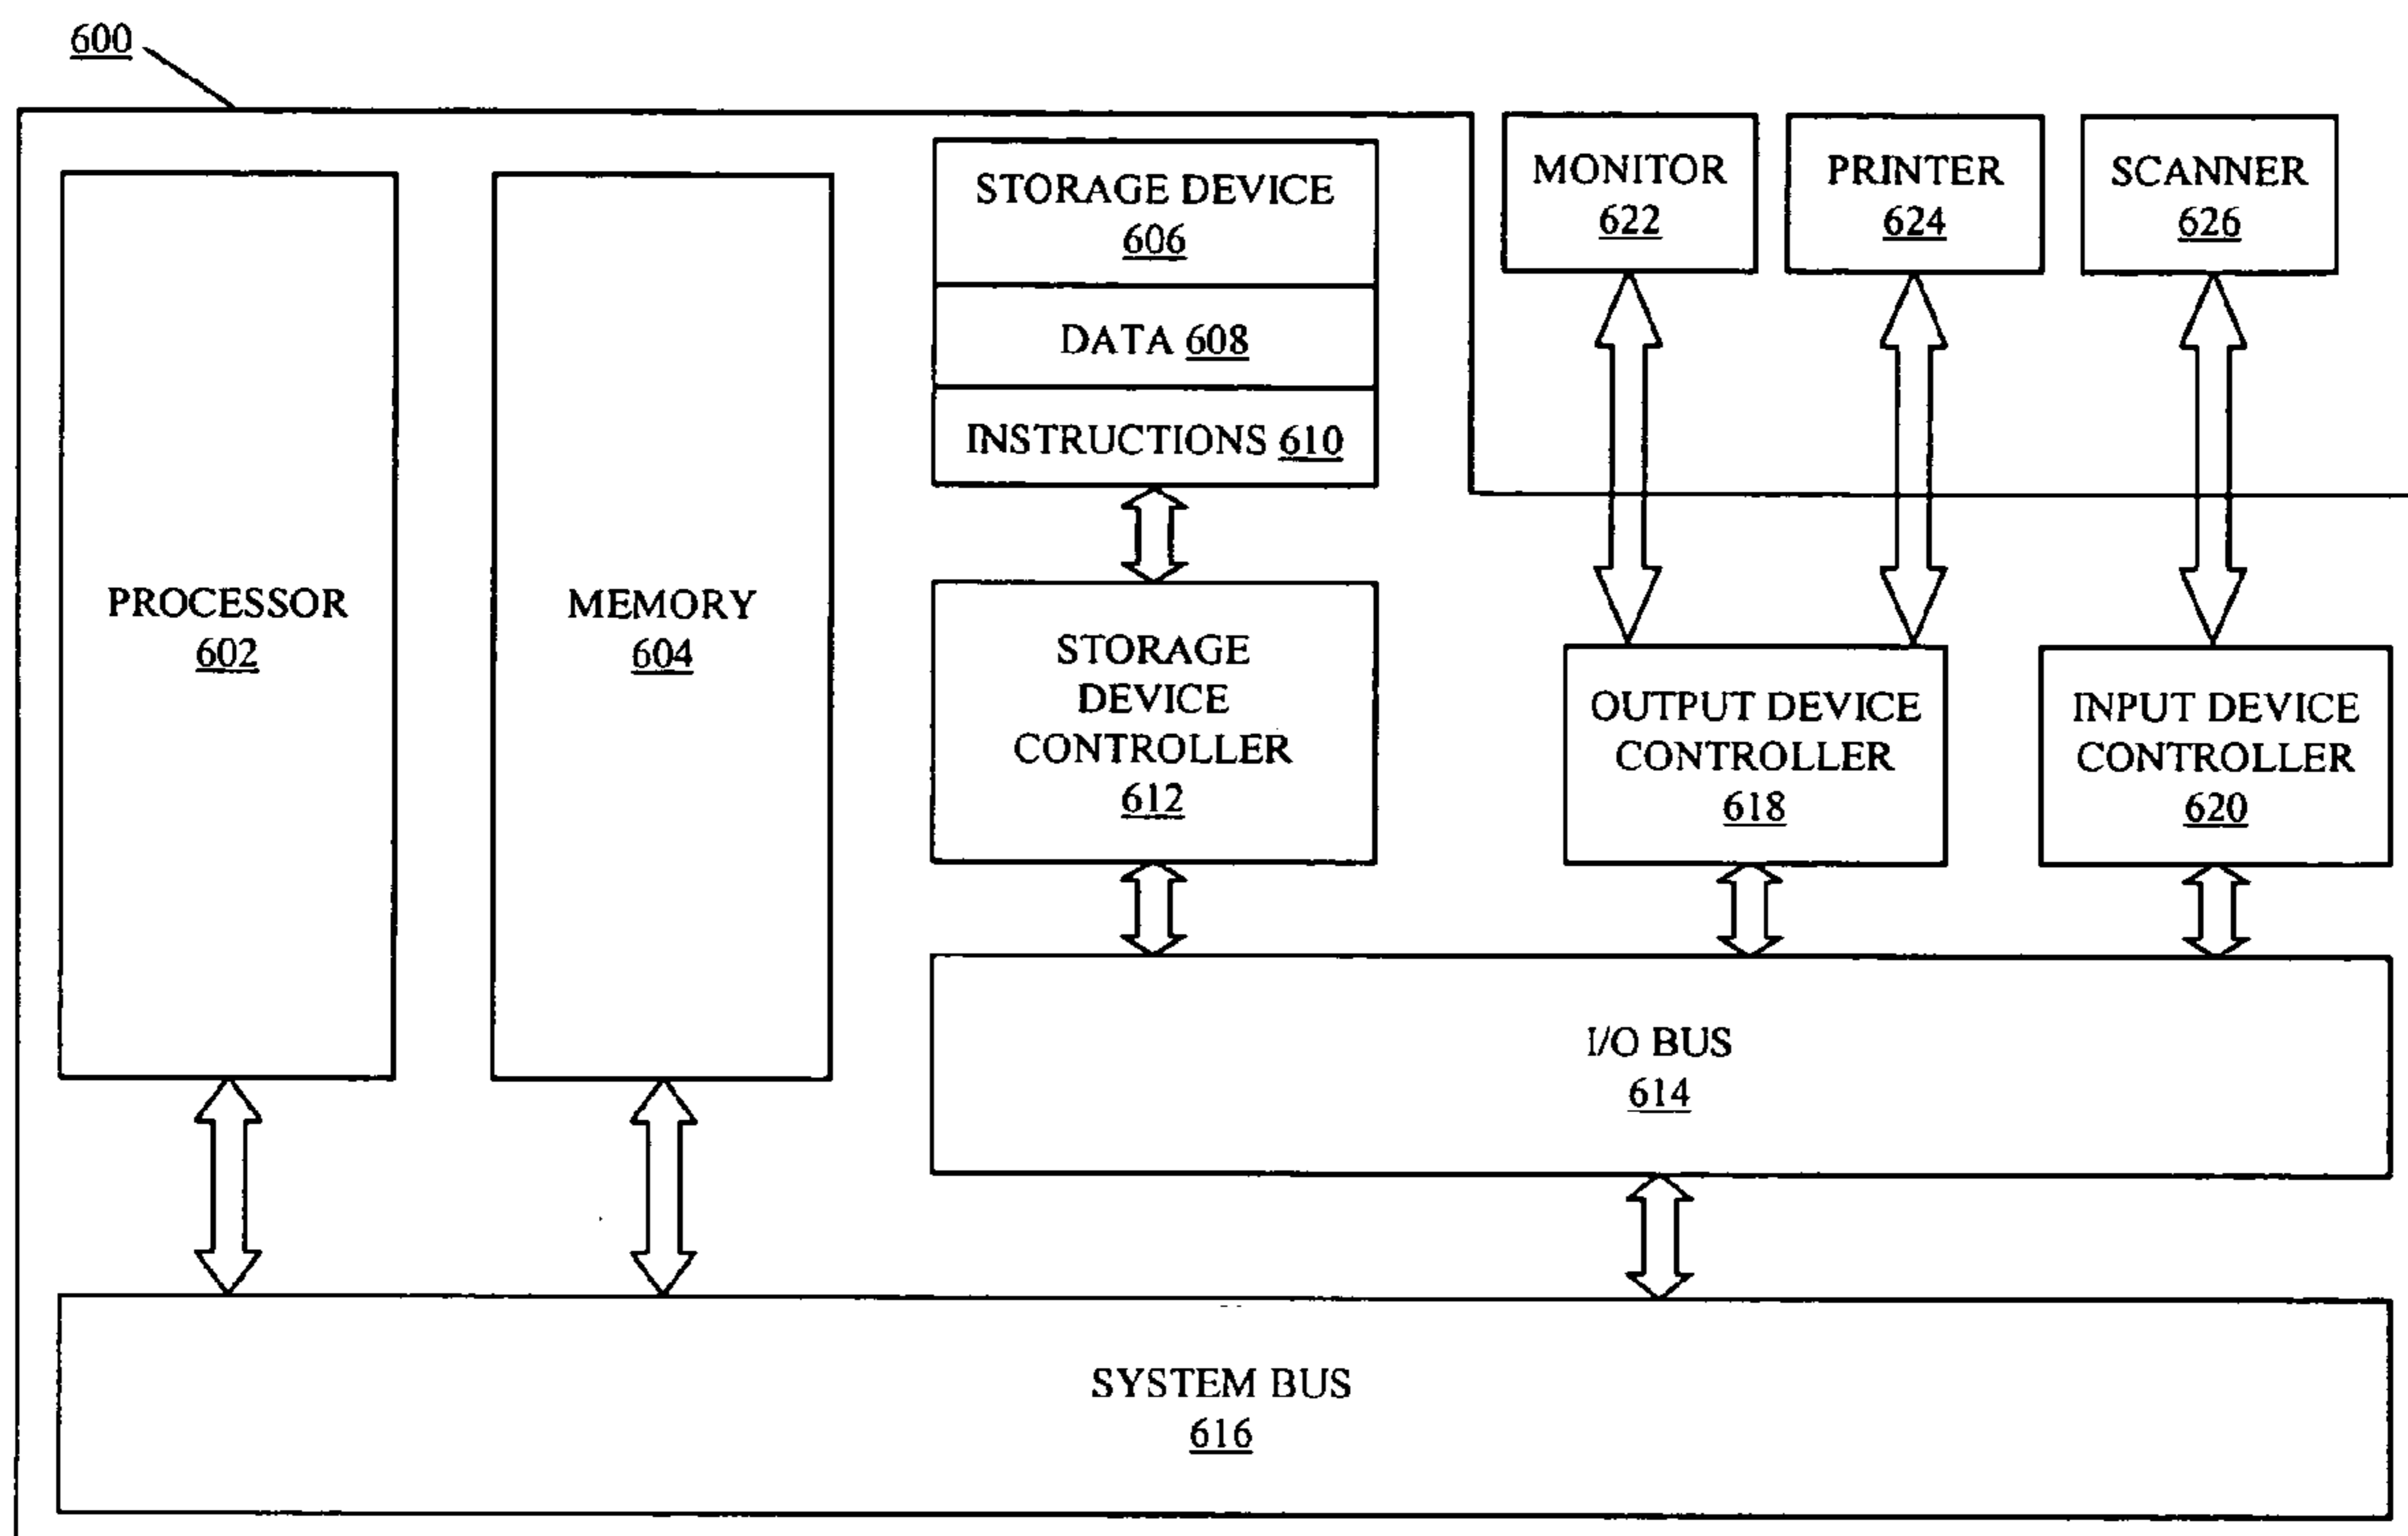 600
PROCESSOR
602
MEMORY
604
STORAGE DEVICE
606
DATA 608
INSTRUCTIONS 610
STORAGE
DEVICE
CONTROLLER
612
MONITOR
622
PRINTER
624
SCANNER
626
OUTPUT DEVICE
CONTROLLER
618
INPUT DEVICE
CONTROLLER
620
I/O BUS
614
SYSTEM BUS
616